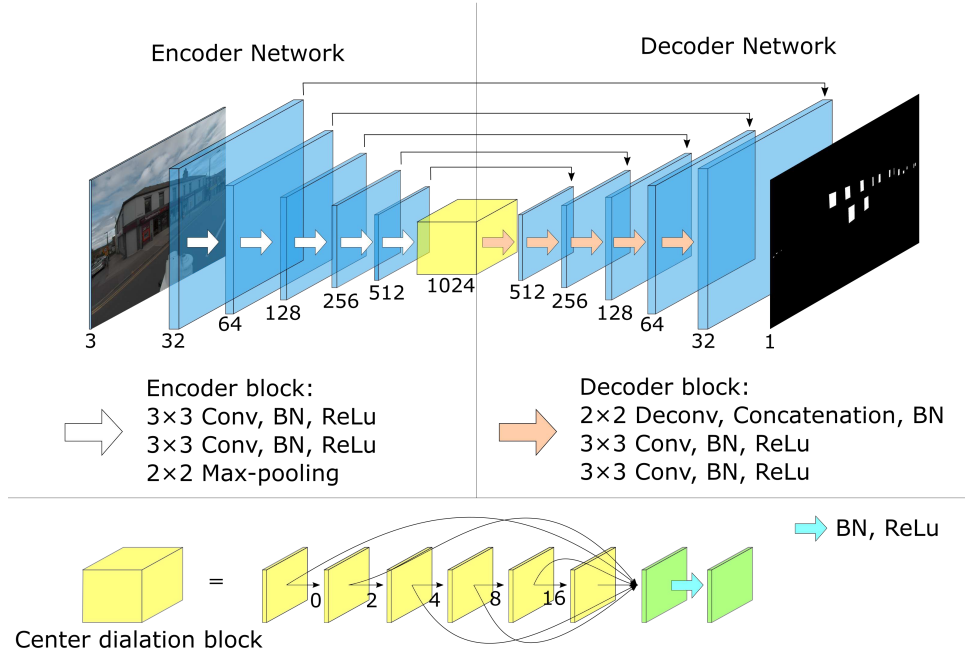 Encoder Network
Decoder Network
3
32
64
128
256
512
1024
512
256
128
64
32
1
Encoder block:
3×3 Conv, BN, ReLu
3×3 Conv, BN, ReLu
2×2 Max-pooling
Decoder block:
2×2 Deconv, Concatenation, BN
3×3 Conv, BN, ReLu
3×3 Conv, BN, ReLu
BN, ReLu
=
0
2
4
8
16
Center dialation block